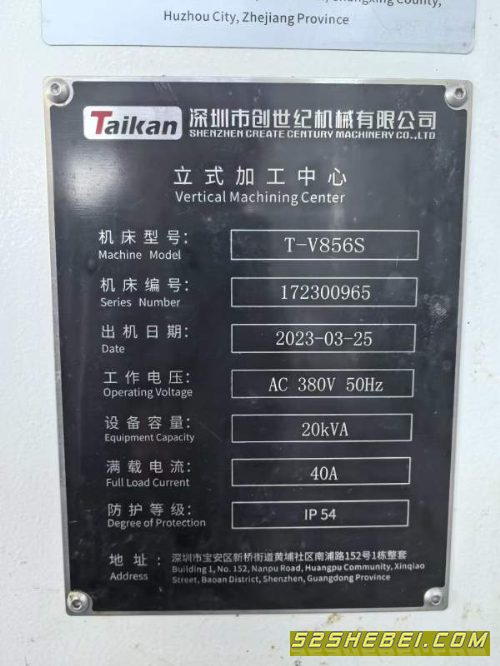 County,
Huzhou City, Zhejiang Province
Taikan 深圳市创世纪机械有限公司
SHENZHEN CREATE CENTURY MACHINERY CO.,LTD
立式加工中心
Vertical Machining Center
机床型号: T-V856S
Machine Model
机床编号: 172300965
Series Number
出机日期: 2023-03-25
Date
工作电压: AC 380V 50Hz
Operating Voltage
设备容量: 20kVA
Equipment Capacity
满载电流: 40A
Full Load Current
防护等级: IP 54
Degree of Protection
地址: 深圳市宝安区新桥街道黄埔社区南浦路152号1栋整套
Address Building 1, No. 152, Nanpu Road, Huangpu Community, Xinqiao
Street, Baoan District, Shenzhen, Guangdong Province
52SHEBEI.COM